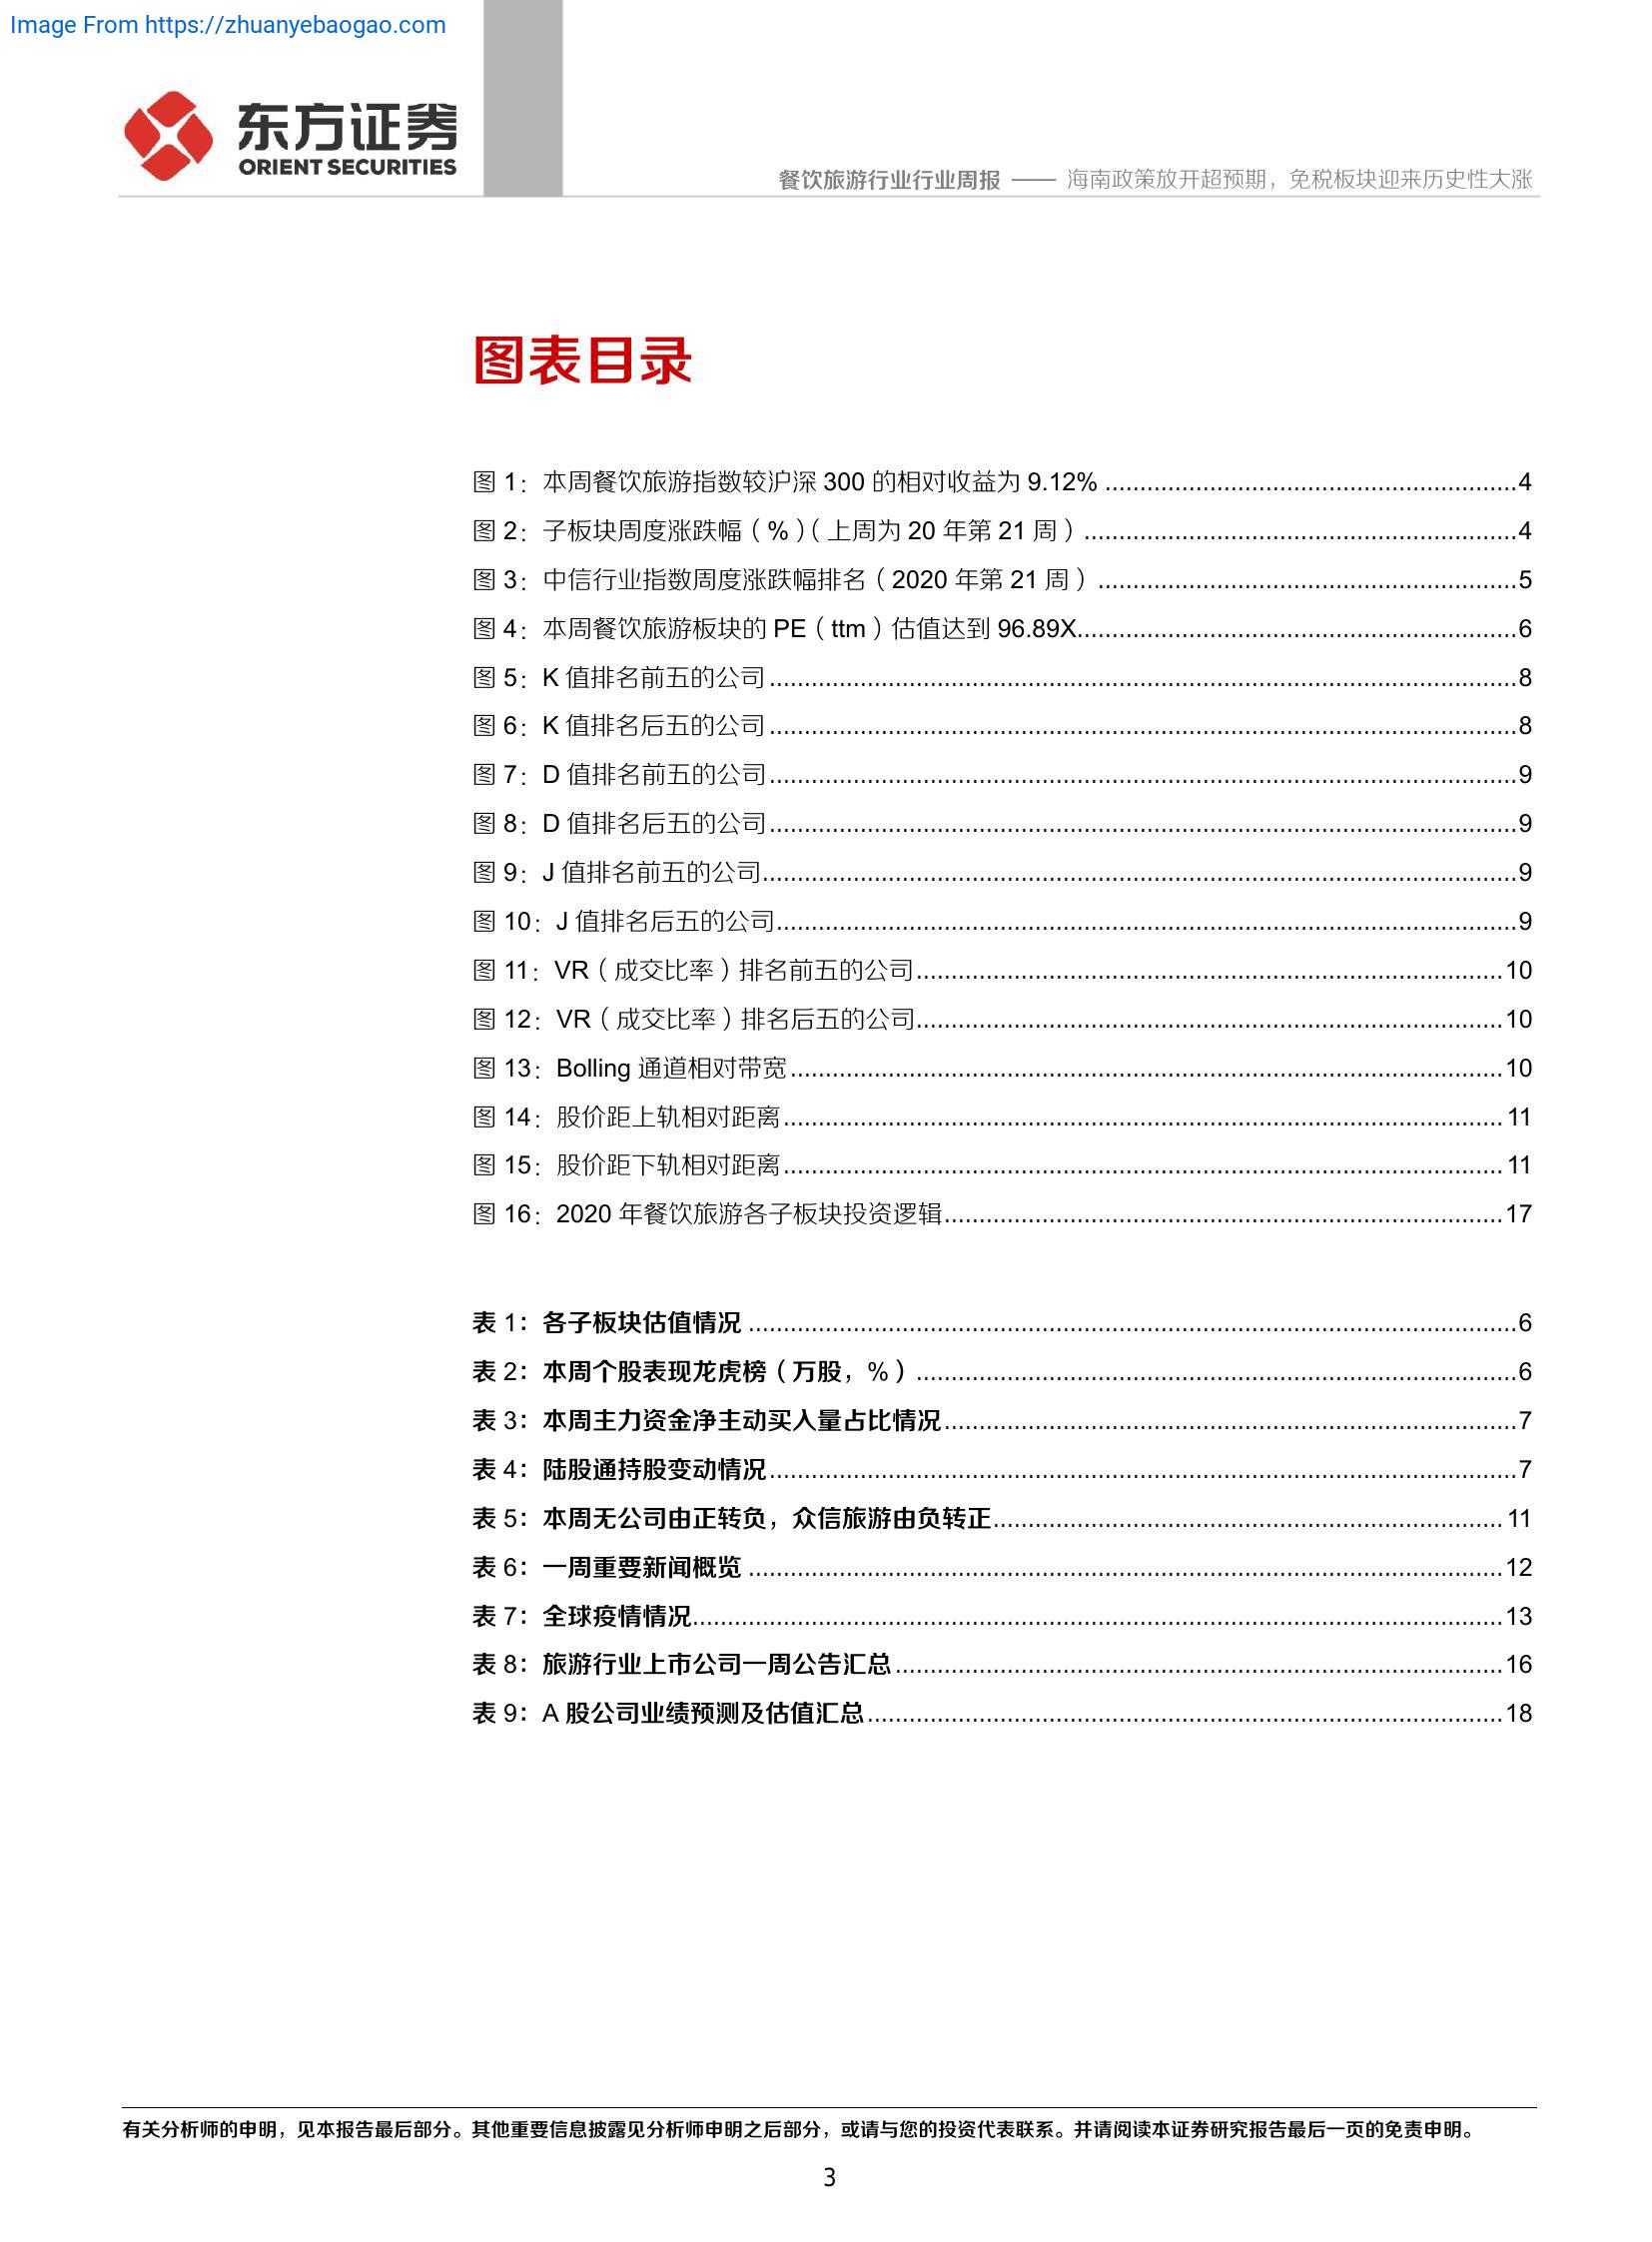 Image From https://zhuanyebaogao.com
东方证券
ORIENT SECURITIES
餐饮旅游行业行业周报 —— 海南政策放开超预期，免税板块迎来历史性大涨
图表目录
图 1：本周餐饮旅游指数较沪深 300 的相对收益为 9.12% ........................................................... 4
图 2：子板块周度涨跌幅（%）（上周为 20 年第 21 周）.............................................................. 4
图 3：中信行业指数周度涨跌幅排名（2020 年第 21 周）............................................................ 5
图 4：本周餐饮旅游板块的 PE（ttm）估值达到 96.89X............................................................... 6
图 5：K 值排名前五的公司............................................................................................................ 8
图 6：K 值排名后五的公司............................................................................................................ 8
图 7：D 值排名前五的公司............................................................................................................ 9
图 8：D 值排名后五的公司............................................................................................................ 9
图 9：J 值排名前五的公司............................................................................................................. 9
图 10：J 值排名后五的公司........................................................................................................... 9
图 11：VR（成交比率）排名前五的公司.................................................................................... 10
图 12：VR（成交比率）排名后五的公司.................................................................................... 10
图 13：Bolling 通道相对带宽...................................................................................................... 10
图 14：股价距上轨相对距离....................................................................................................... 11
图 15：股价距下轨相对距离....................................................................................................... 11
图 16：2020 年餐饮旅游各子板块投资逻辑................................................................................ 17
表 1：各子板块估值情况 .............................................................................................................. 6
表 2：本周个股表现龙虎榜（万股，%）...................................................................................... 6
表 3：本周主力资金净主动买入量占比情况.................................................................................. 7
表 4：陆股通持股变动情况........................................................................................................... 7
表 5：本周无公司由正转负，众信旅游由负转正......................................................................... 11
表 6：一周重要新闻概览 ............................................................................................................ 12
表 7：全球疫情情况.................................................................................................................... 13
表 8：旅游行业上市公司一周公告汇总....................................................................................... 16
表 9：A 股公司业绩预测及估值汇总........................................................................................... 18
有关分析师的申明，见本报告最后部分。其他重要信息披露见分析师申明之后部分，或请与您的投资代表联系。并请阅读本证券研究报告最后一页的免责申明。
3